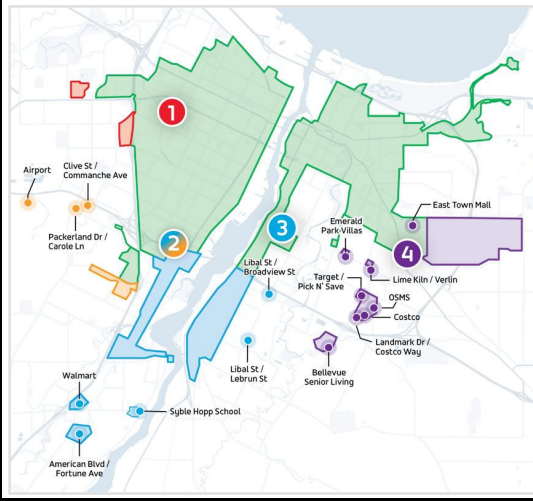 1
Airport
Clive St /
Commanche Ave
Packerland Dr /
Carole Ln
2
3
Libal St /
Broadview St
Emerald
Park Villas
East Town Mall
4
Lime Kiln / Verlin
Target /
Pick N' Save
OSMS
Costco
Landmark Dr /
Costco Way
Bellevue
Senior Living
Libal St /
Lebrun St
Walmart
Syble Hopp School
American Blvd /
Fortune Ave